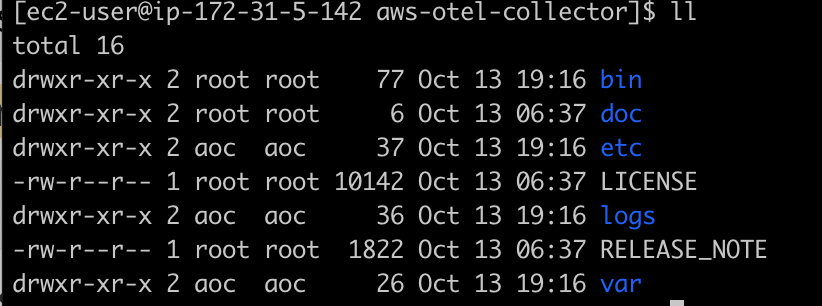 [ec2-user@ip-172-31-5-142 aws-otel-collector]$ ll
total 16
drwxr-xr-x 2 root root    77 Oct 13 19:16 bin
drwxr-xr-x 2 root root     6 Oct 13 06:37 doc
drwxr-xr-x 2 aoc  aoc     37 Oct 13 19:16 etc
-rw-r--r-- 1 root root 10142 Oct 13 06:37 LICENSE
drwxr-xr-x 2 aoc  aoc     36 Oct 13 19:16 logs
-rw-r--r-- 1 root root  1822 Oct 13 06:37 RELEASE_NOTE
drwxr-xr-x 2 aoc  aoc     26 Oct 13 19:16 var